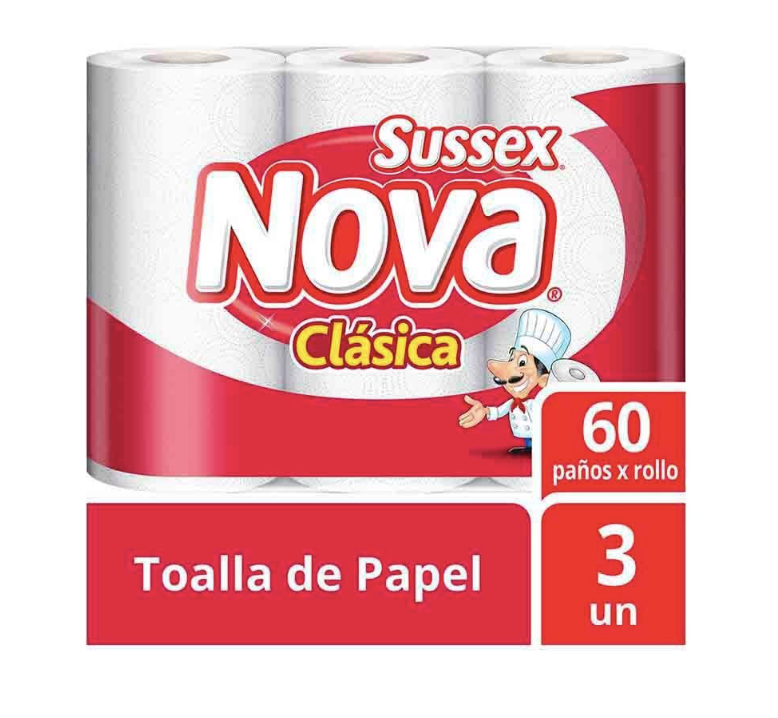 Sussex
Nova®
Clásica
60
paños x rollo
Toalla de Papel
3
un